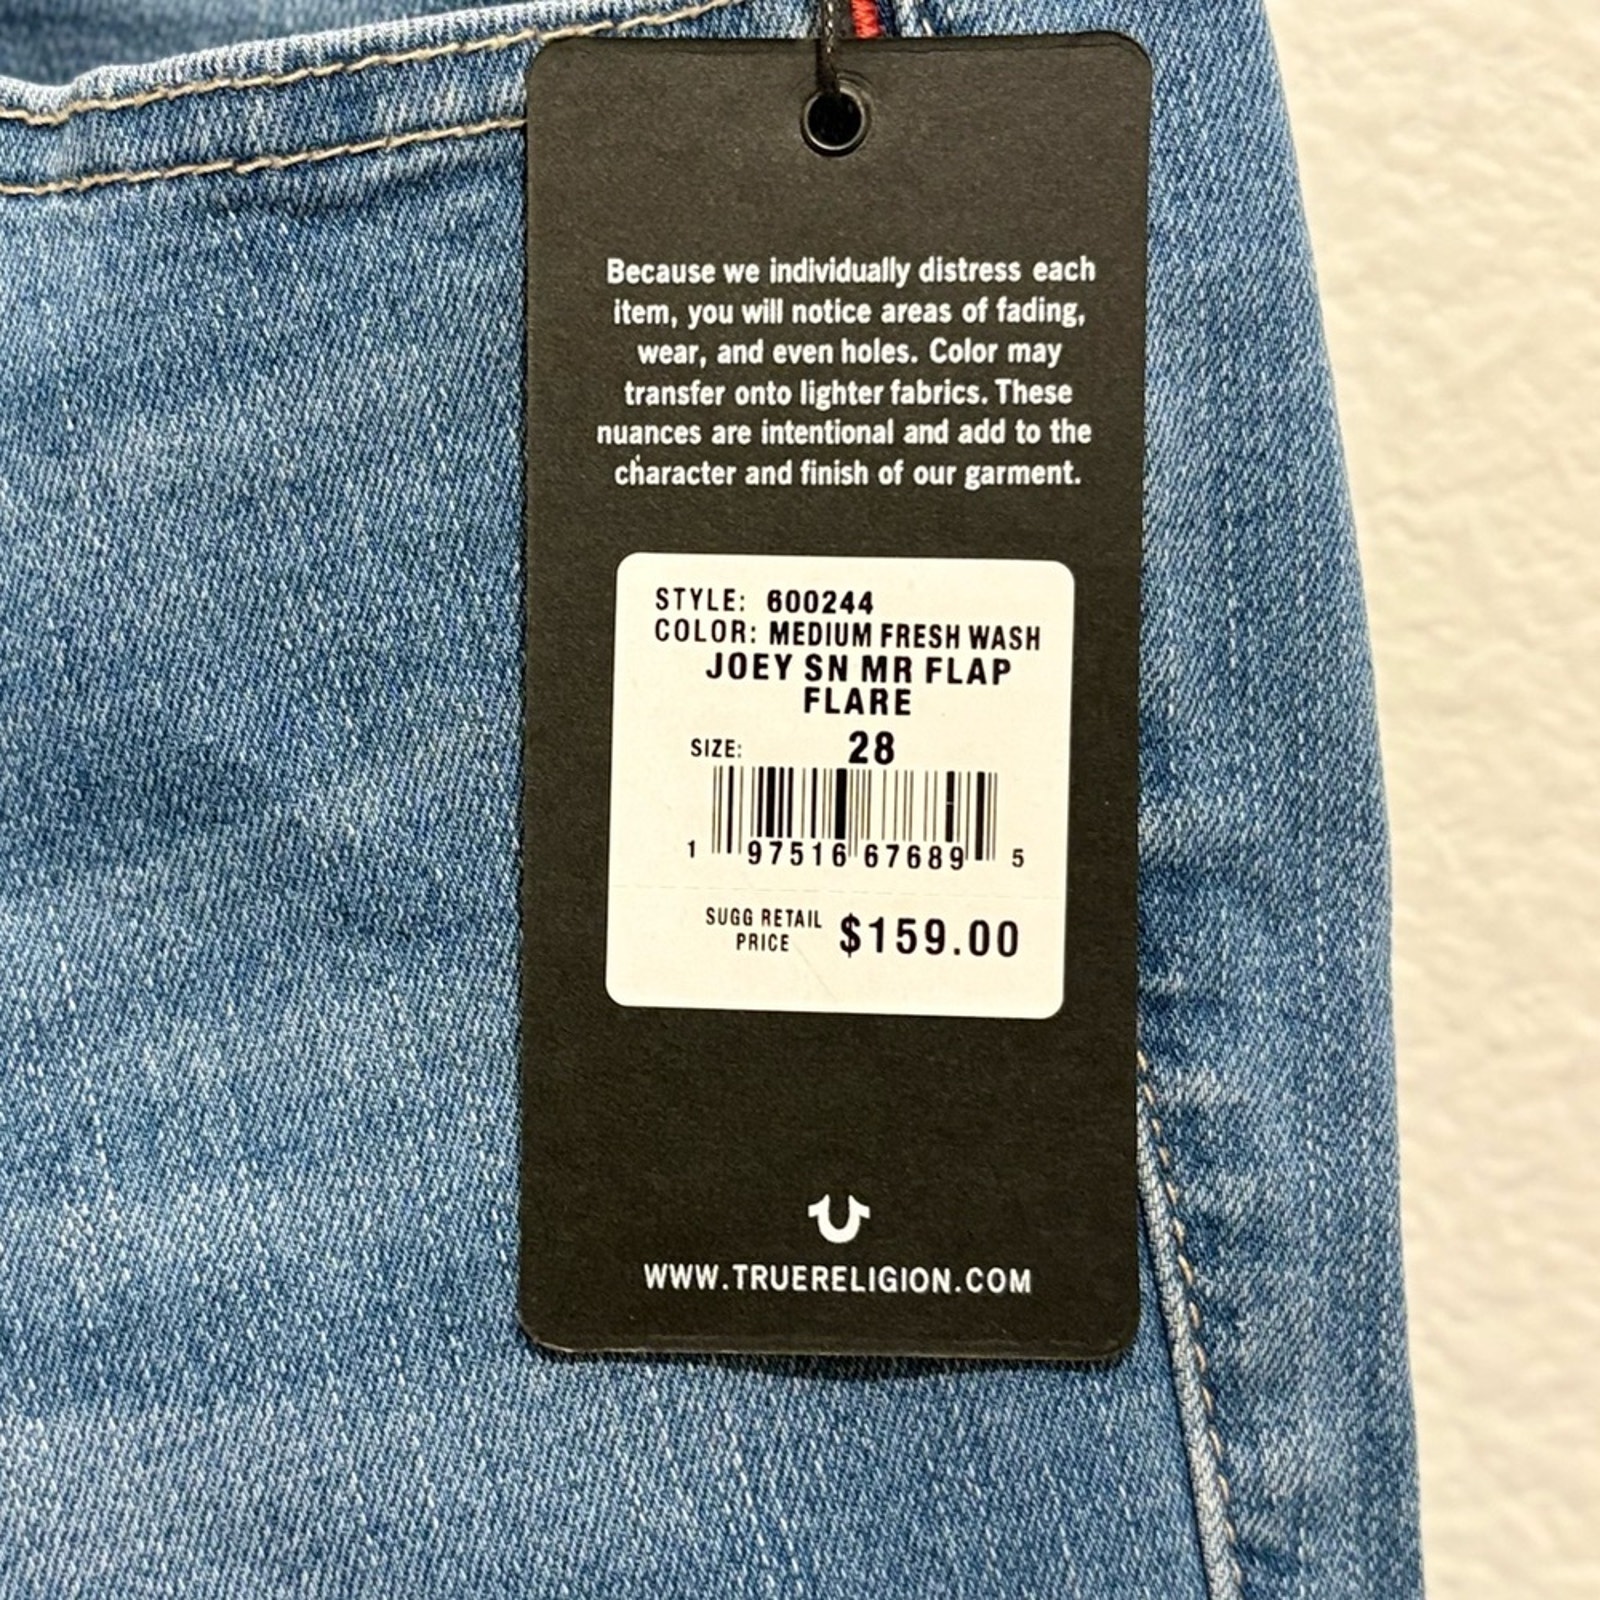 Because we individually distress each
item, you will notice areas of fading,
wear, and even holes. Color may
transfer onto lighter fabrics. These
nuances are intentional and add to the
character and finish of our garment.
STYLE: 600244
COLOR: MEDIUM FRESH WASH
JOEY SN MR FLAP
FLARE
SIZE: 28
1 97516 67689 5
SUGG RETAIL
PRICE $159.00
WWW.TRUERELIGION.COM